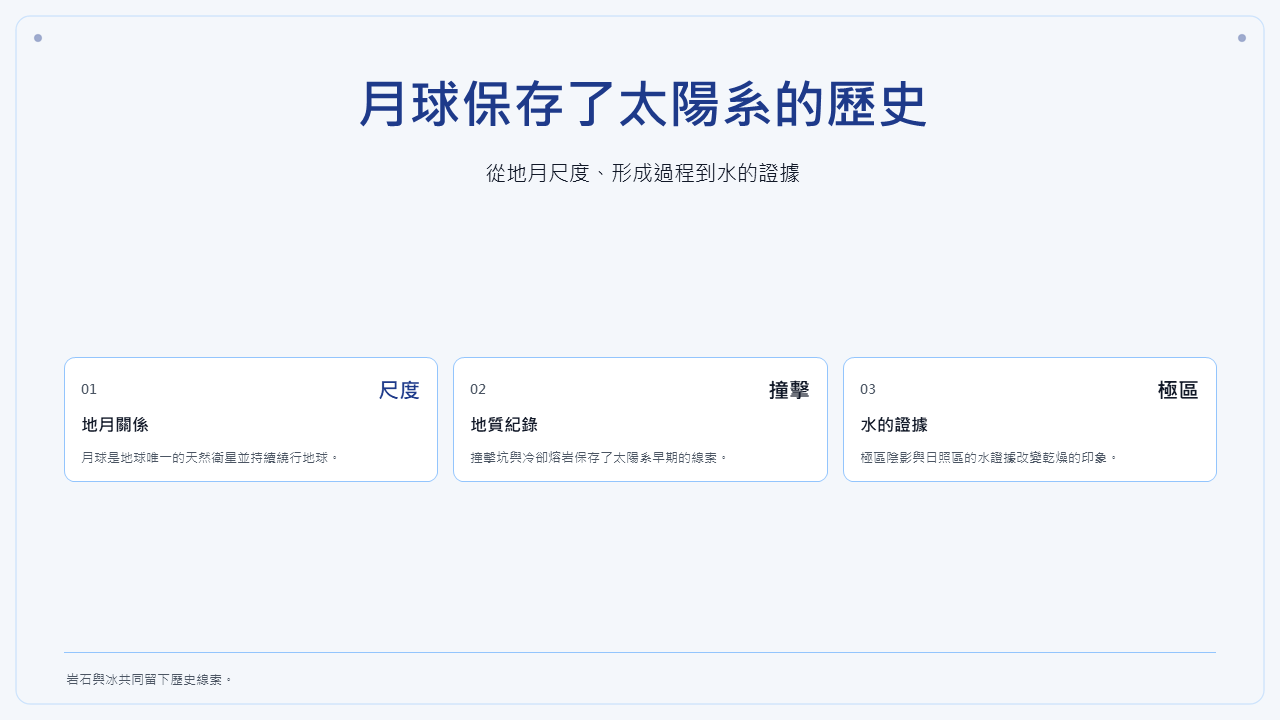 月球保存了太陽系的歷史
從地月尺度、形成過程到水的證據
01
尺度
地月關係
月球是地球唯一的天然衛星並持續繞行地球。
02
撞擊
地質紀錄
撞擊坑與冷卻熔岩保存了太陽系早期的線索。
03
極區
水的證據
極區陰影與日照區的水證據改變乾燥的印象。
岩石與冰共同留下歷史線索。